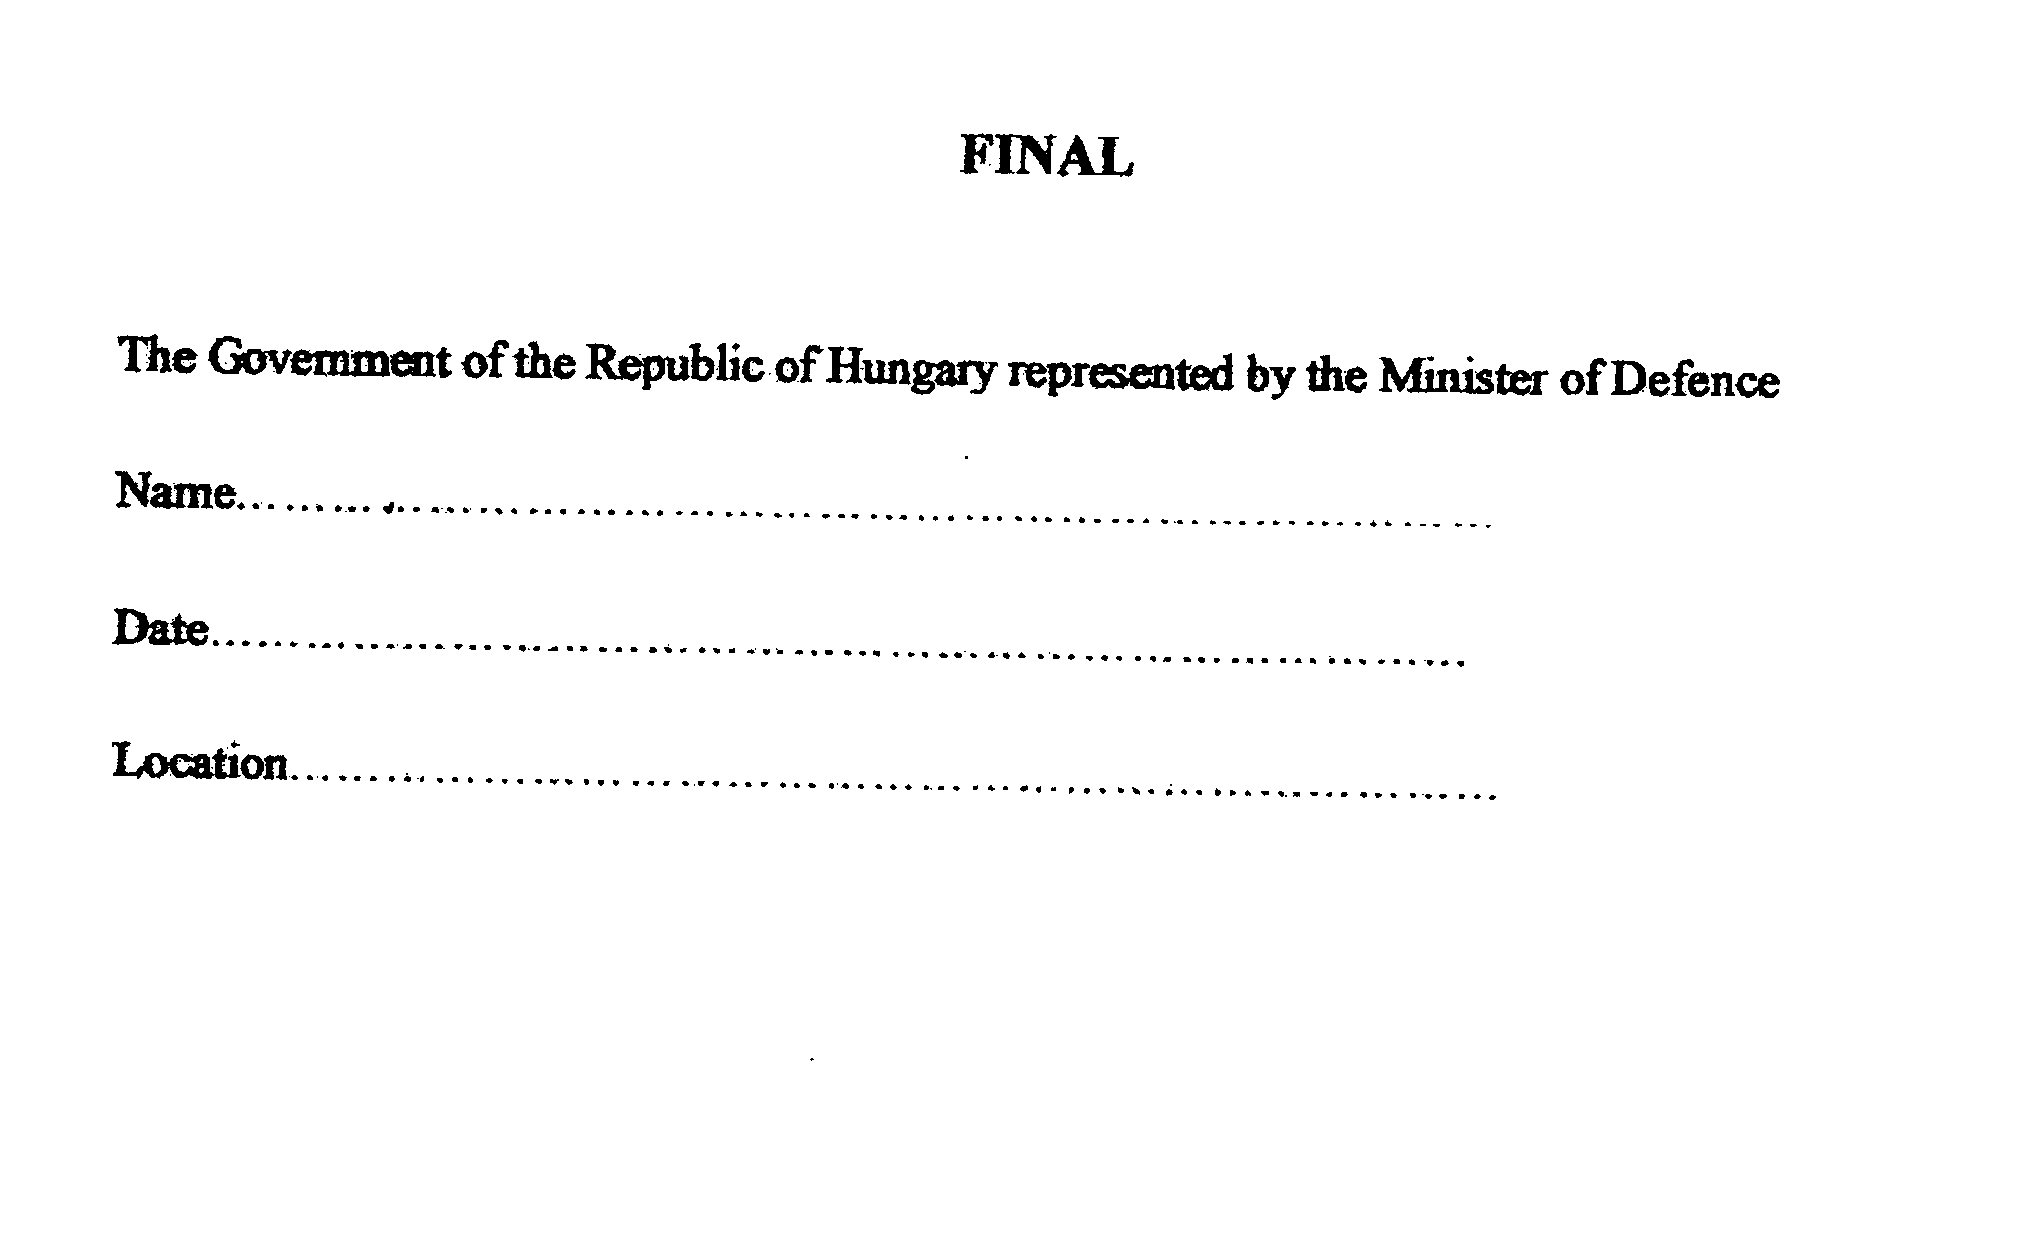 FINAL
The Government of the Republic of Hungary represented by the Minister of Defence
Name....................................................................................
Date....................................................................................
Location................................................................................